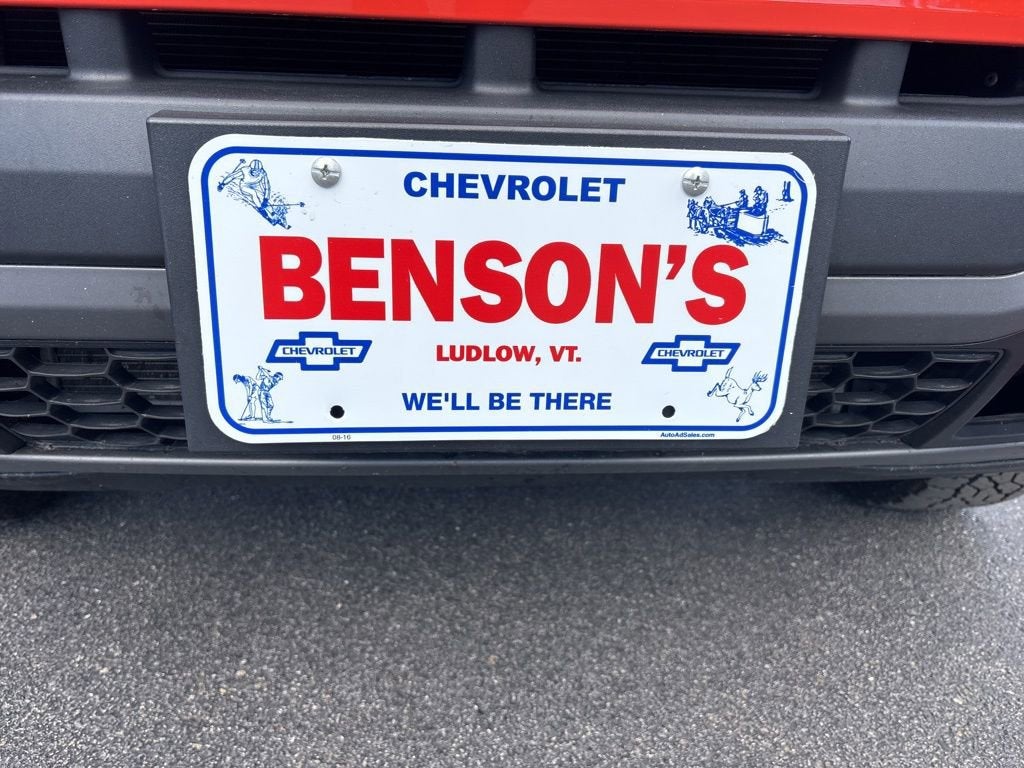 CHEVROLET
BENSON'S
CHEVROLET
LUDLOW, VT.
CHEVROLET
WE'LL BE THERE
08-16
AutoAdSales.com